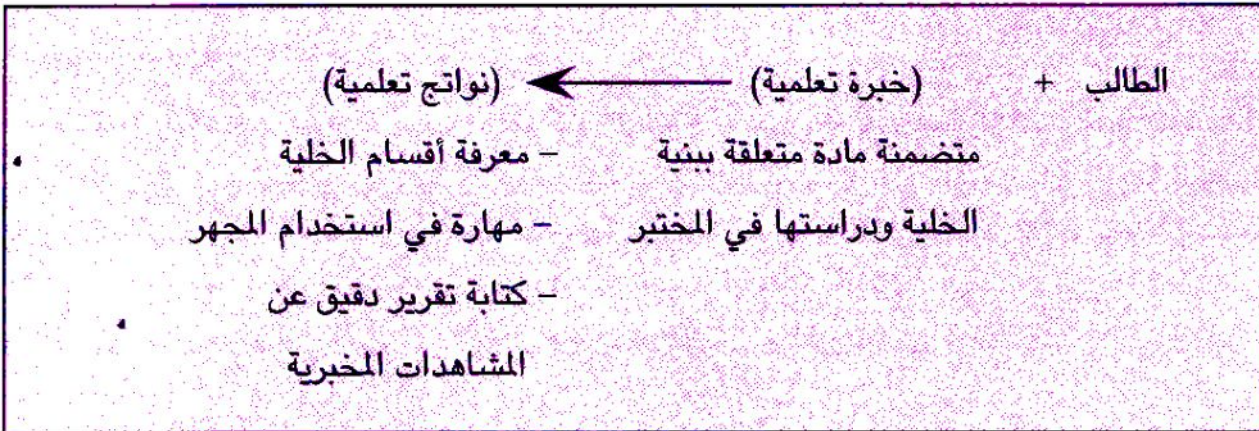 الطالب + (خبرة تعلمية) (نواتج تعلمية)
متضمنة مادة متعلقة ببنية – معرفة أقسام الخلية
الخلية ودراستها في المختبر – مهارة في استخدام المجهر
– كتابة تقرير دقيق عن
المشاهدات المخبرية